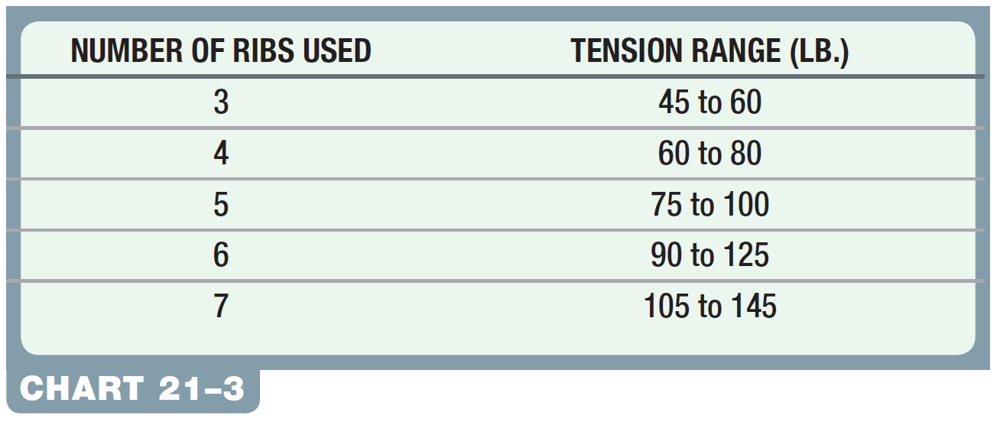 NUMBER OF RIBS USED TENSION RANGE (LB.)
3 45 to 60
4 60 to 80
5 75 to 100
6 90 to 125
7 105 to 145
CHART 21–3